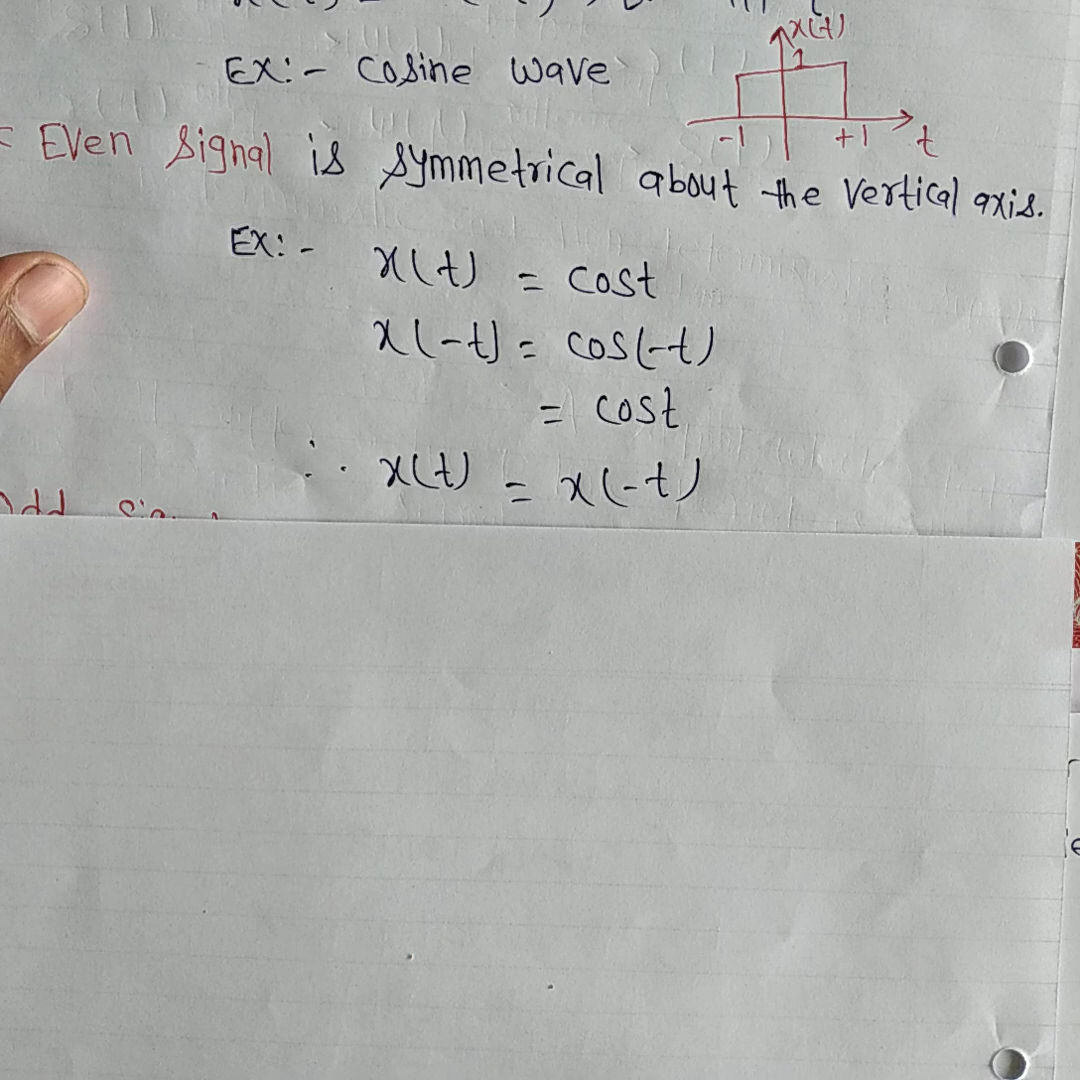 x(t)
1
EX:- Cosine wave
-1 +1 t
Even Signal is symmetrical about the vertical axis.
EX:- x(t) = cost
x(-t) = cos(-t)
= cost
∴ x(t) = x(-t)